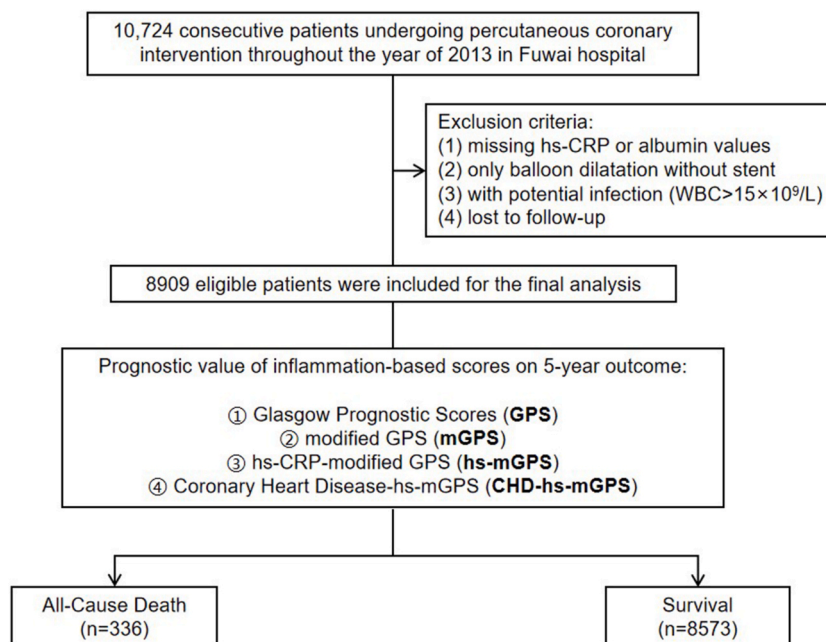 10,724 consecutive patients undergoing percutaneous coronary
intervention throughout the year of 2013 in Fuwai hospital
Exclusion criteria:
(1) missing hs-CRP or albumin values
(2) only balloon dilatation without stent
(3) with potential infection (WBC>15×10⁹/L)
(4) lost to follow-up
8909 eligible patients were included for the final analysis
Prognostic value of inflammation-based scores on 5-year outcome:
① Glasgow Prognostic Scores (GPS)
② modified GPS (mGPS)
③ hs-CRP-modified GPS (hs-mGPS)
④ Coronary Heart Disease-hs-mGPS (CHD-hs-mGPS)
All-Cause Death
(n=336)
Survival
(n=8573)